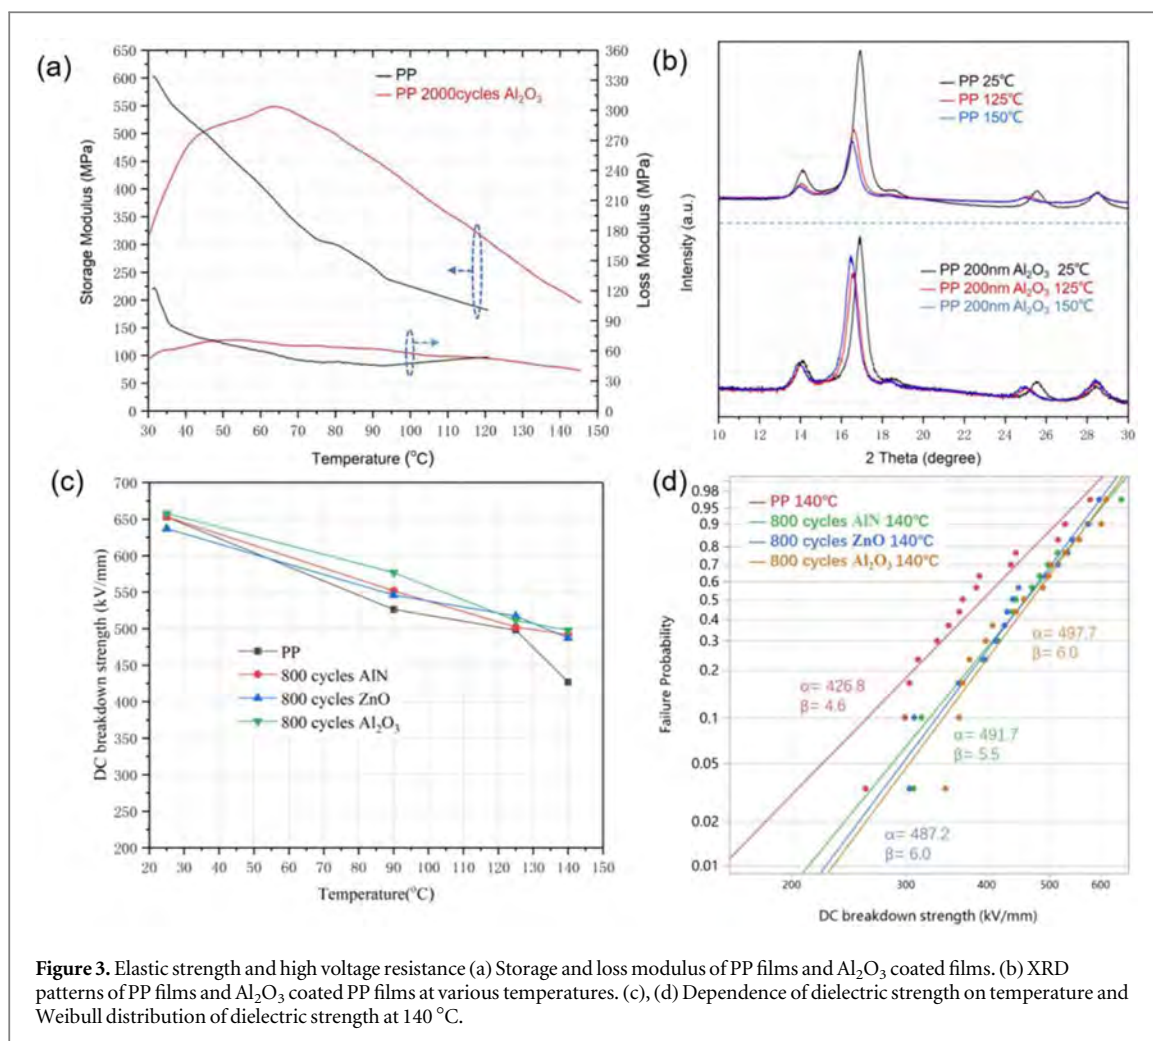 (a)
650
600
550
500
450
400
350
300
250
200
150
100
50
0
Storage Modulus (MPa)
PP
PP 2000cycles Al₂O₃
360
330
300
270
240
210
180
150
120
90
60
30
0
Loss Modulus (MPa)
30 40 50 60 70 80 90 100 110 120 130 140 150
Temperature (°C)
(b)
PP 25℃
PP 125℃
PP 150℃
PP 200nm Al₂O₃ 25℃
PP 200nm Al₂O₃ 125℃
PP 200nm Al₂O₃ 150℃
Intensity (a.u.)
10 12 14 16 18 20 22 24 26 28 30
2 Theta (degree)
(c)
700
650
600
550
500
450
400
350
300
250
200
DC breakdown strength (kV/mm)
PP
800 cycles AlN
800 cycles ZnO
800 cycles Al₂O₃
20 30 40 50 60 70 80 90 100 110 120 130 140 150
Temperature(°C)
(d)
0.98
0.95
0.9
0.8
0.7
0.6
0.5
0.4
0.3
0.2
0.1
0.05
0.02
0.01
Failure Probability
PP 140℃
800 cycles AlN 140℃
800 cycles ZnO 140℃
800 cycles Al₂O₃ 140℃
α= 497.7
β= 6.0
α= 426.8
β= 4.6
α= 491.7
β= 5.5
α= 487.2
β= 6.0
200 300 400 500 600
DC breakdown strength (kV/mm)
Figure 3. Elastic strength and high voltage resistance (a) Storage and loss modulus of PP films and Al₂O₃ coated films. (b) XRD
patterns of PP films and Al₂O₃ coated PP films at various temperatures. (c), (d) Dependence of dielectric strength on temperature and
Weibull distribution of dielectric strength at 140 °C.